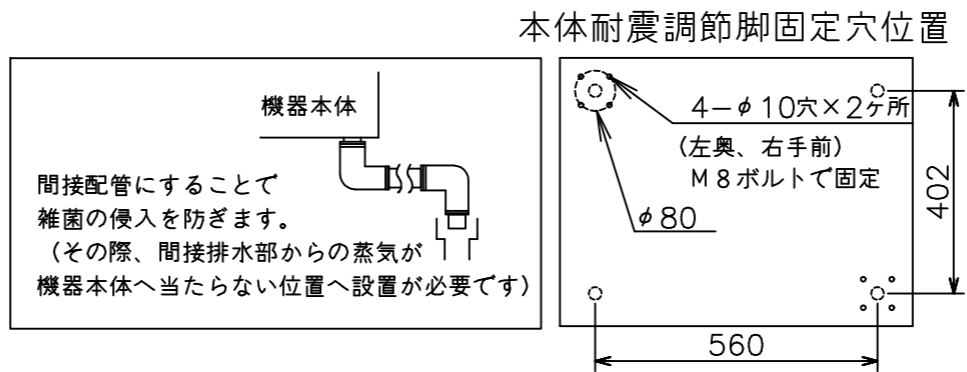 本体耐震調節脚固定穴位置
機器本体
間接配管にすることで
雑菌の侵入を防ぎます。
(その際、間接排水部からの蒸気が
機器本体へ当たらない位置へ設置が必要です)
4-φ10穴×2ヶ所
(左奥、右手前)
M8ボルトで固定
φ80
402
560